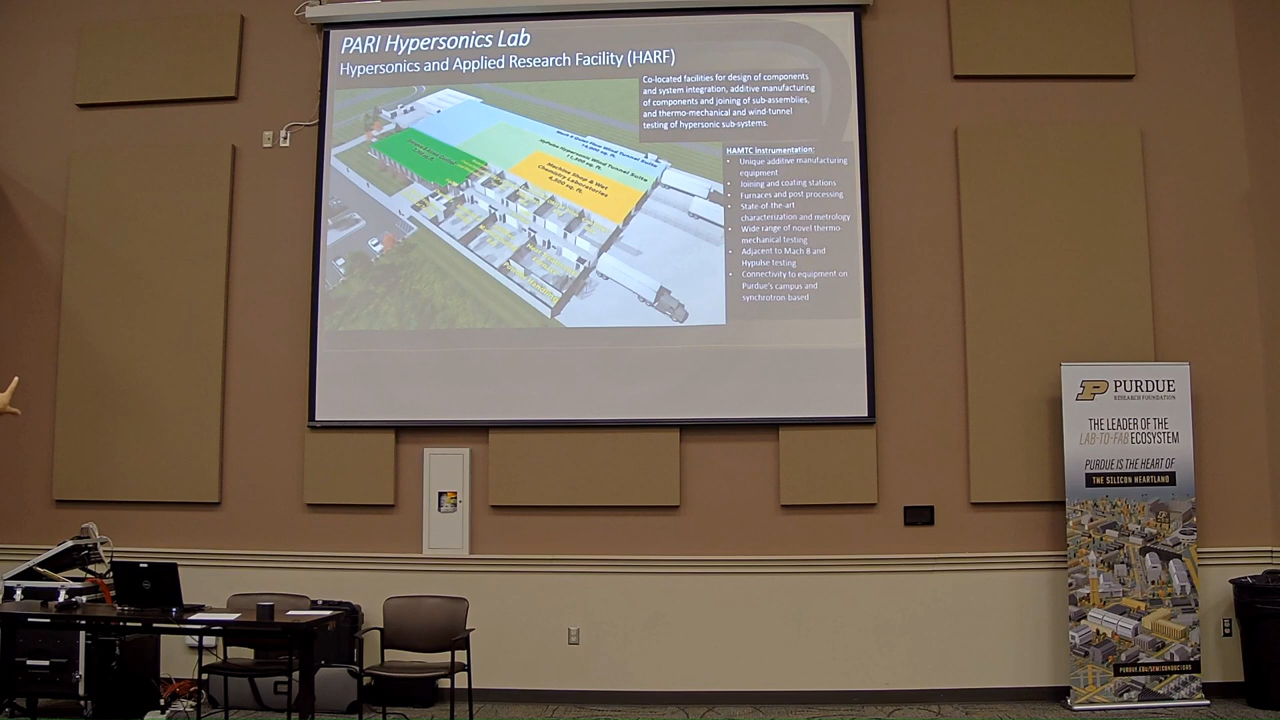 PARI Hypersonics Lab
Hypersonics and Applied Research Facility (HARF)
Co-located facilities for design of components
and system integration, additive manufacturing
of components and joining of sub-assemblies,
and thermo-mechanical and wind-tunnel
testing of hypersonic sub-systems.
HAMTC Instrumentation:
• Unique additive manufacturing
equipment
• Joining and coating stations
• Furnaces and post processing
• State-of-the-art
characterization and metrology
• Wide range of novel thermo-
mechanical testing
• Adjacent to Mach 8 and
Hypulse testing
• Connectivity to equipment on
Purdue's campus and
synchrotron based
HyPulse Hypersonic Wind Tunnel Suite
Machine Shop & Wet
Chemistry Laboratories
PURDUE
RESEARCH FOUNDATION
THE LEADER OF THE
LAB-TO-FAB ECOSYSTEM
PURDUE IS THE HEART OF
THE SILICON HEARTLAND
PURDUE.EDU/SEMICONDUCTORS